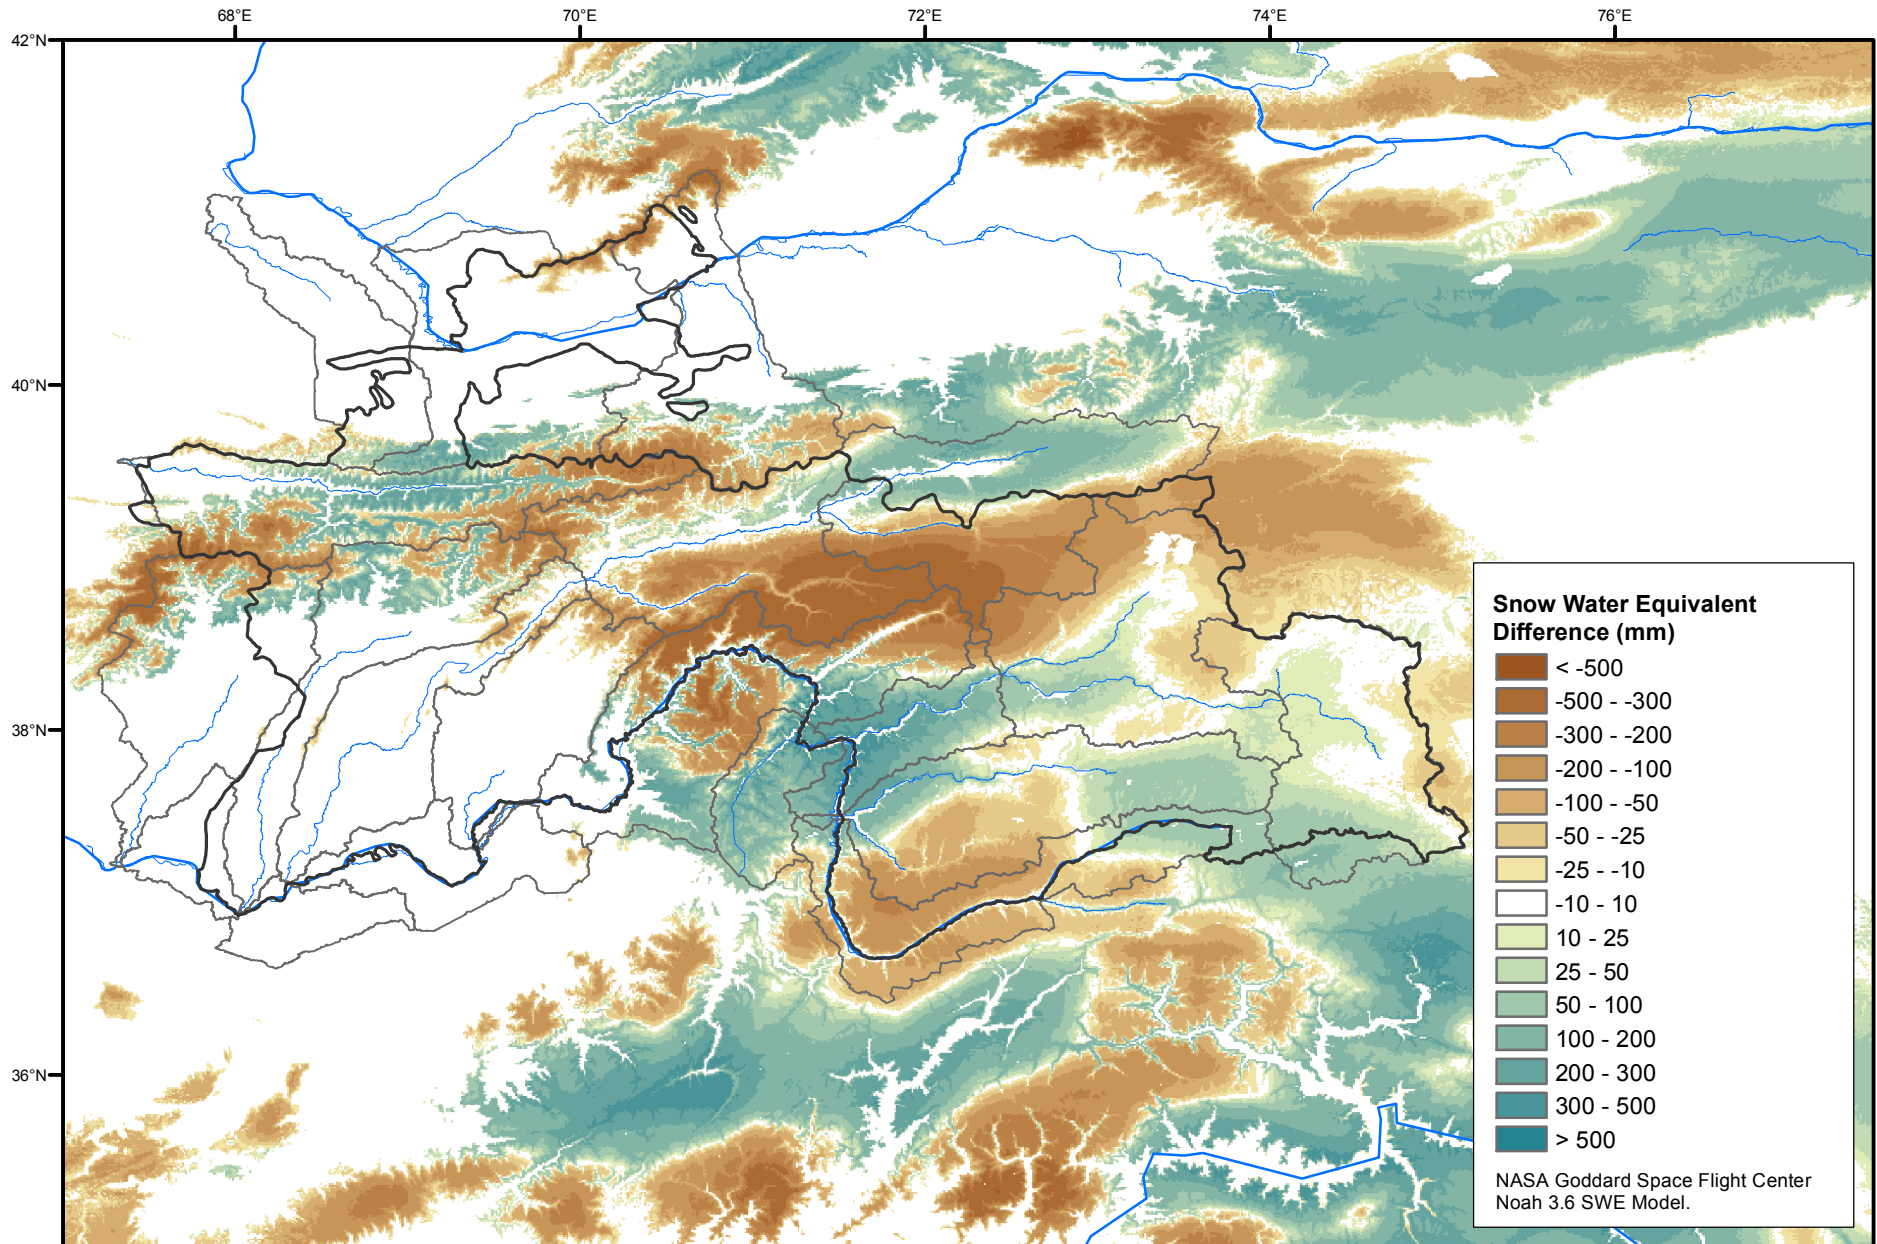 68°E 70°E 72°E 74°E 76°E
42°N
40°N
38°N
36°N
Snow Water Equivalent
Difference (mm)
< -500
-500 - -300
-300 - -200
-200 - -100
-100 - -50
-50 - -25
-25 - -10
-10 - 10
10 - 25
25 - 50
50 - 100
100 - 200
200 - 300
300 - 500
> 500
NASA Goddard Space Flight Center
Noah 3.6 SWE Model.